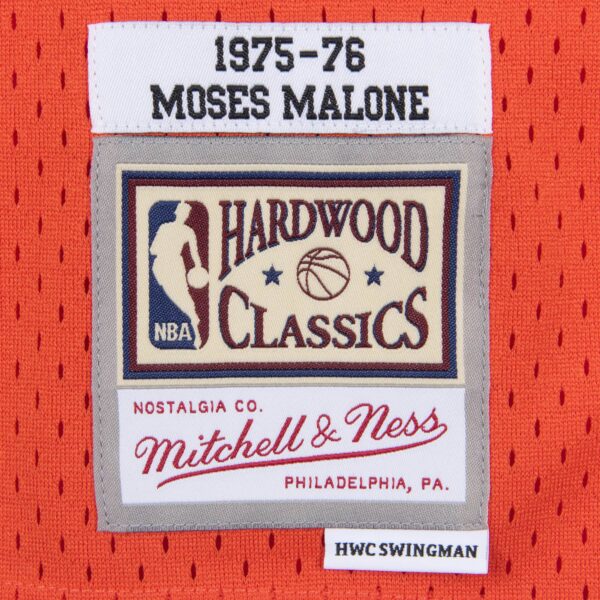 1975-76
MOSES MALONE
HARDWOOD
NBA
CLASSICS
NOSTALGIA CO.
Mitchell & Ness
PHILADELPHIA, PA.
HWC SWINGMAN